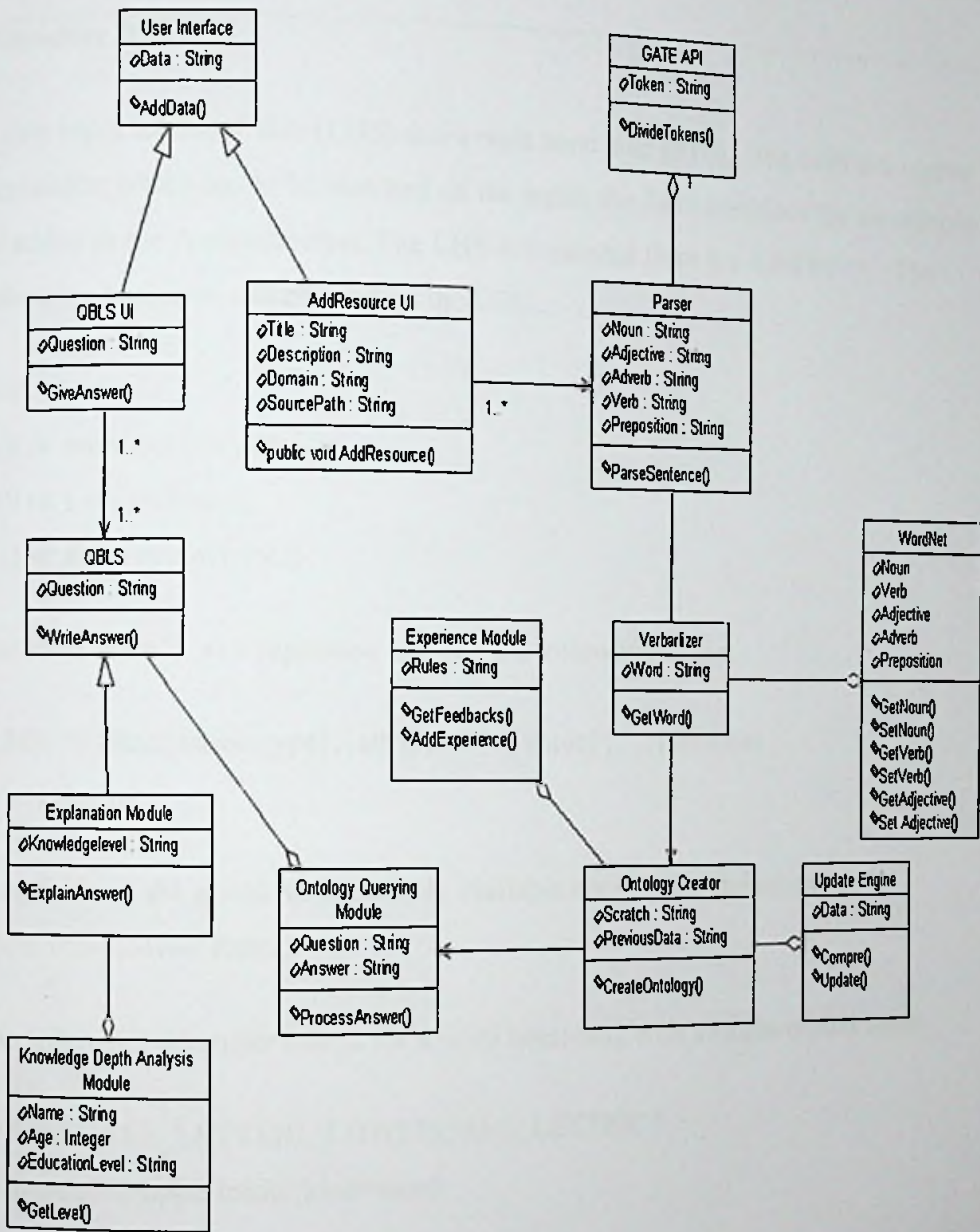 User Interface
Data : String
AddData()
GATE API
Token : String
DivideTokens()
1
QBLS UI
Question : String
GiveAnswer()
1..*
1..*
AddResource UI
Title : String
Description : String
Domain : String
SourcePath : String
public void AddResource()
1..*
Parser
Noun : String
Adjective : String
Adverb : String
Verb : String
Preposition : String
ParseSentence()
QBLS
Question : String
WriteAnswer()
Experience Module
Rules : String
GetFeedbacks()
AddExperience()
Verbarlizer
Word : String
GetWord()
WordNet
Noun
Verb
Adjective
Adverb
Preposition
GetNoun()
SetNoun()
GetVerb()
SetVerb()
GetAdjective()
Set Adjective()
Explanation Module
Knowledgelevel : String
ExplainAnswer()
Ontology Querying
Module
Question : String
Answer : String
ProcessAnswer()
Ontology Creator
Scratch : String
PreviousData : String
CreateOntology()
Update Engine
Data : String
Compre()
Update()
Knowledge Depth Analysis
Module
Name : String
Age : Integer
EducationLevel : String
GetLevel()